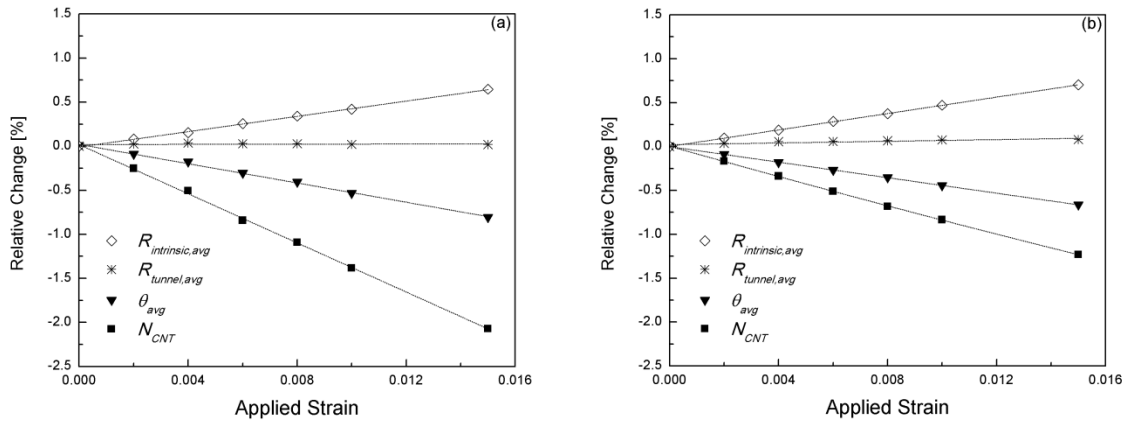 (a)
1.5
1.0
0.5
0.0
-0.5
-1.0
-1.5
-2.0
-2.5
Relative Change [%]
R_intrinsic,avg
R_tunnel,avg
θ_avg
N_CNT
0.000 0.004 0.008 0.012 0.016
Applied Strain
(b)
1.5
1.0
0.5
0.0
-0.5
-1.0
-1.5
-2.0
-2.5
Relative Change [%]
R_intrinsic,avg
R_tunnel,avg
θ_avg
N_CNT
0.000 0.004 0.008 0.012 0.016
Applied Strain